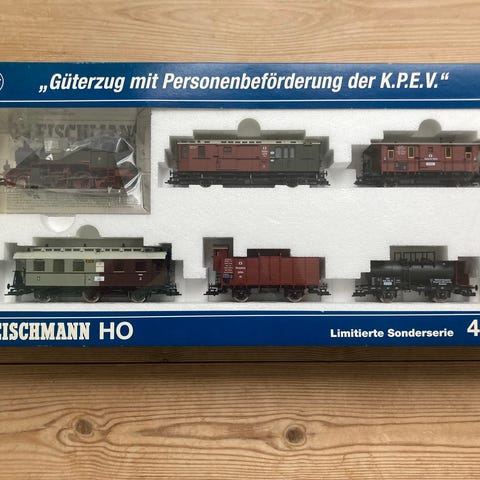 „Güterzug mit Personenbeförderung der K.P.E.V.“
EISCHMANN HO
Limitierte Sonderserie 4